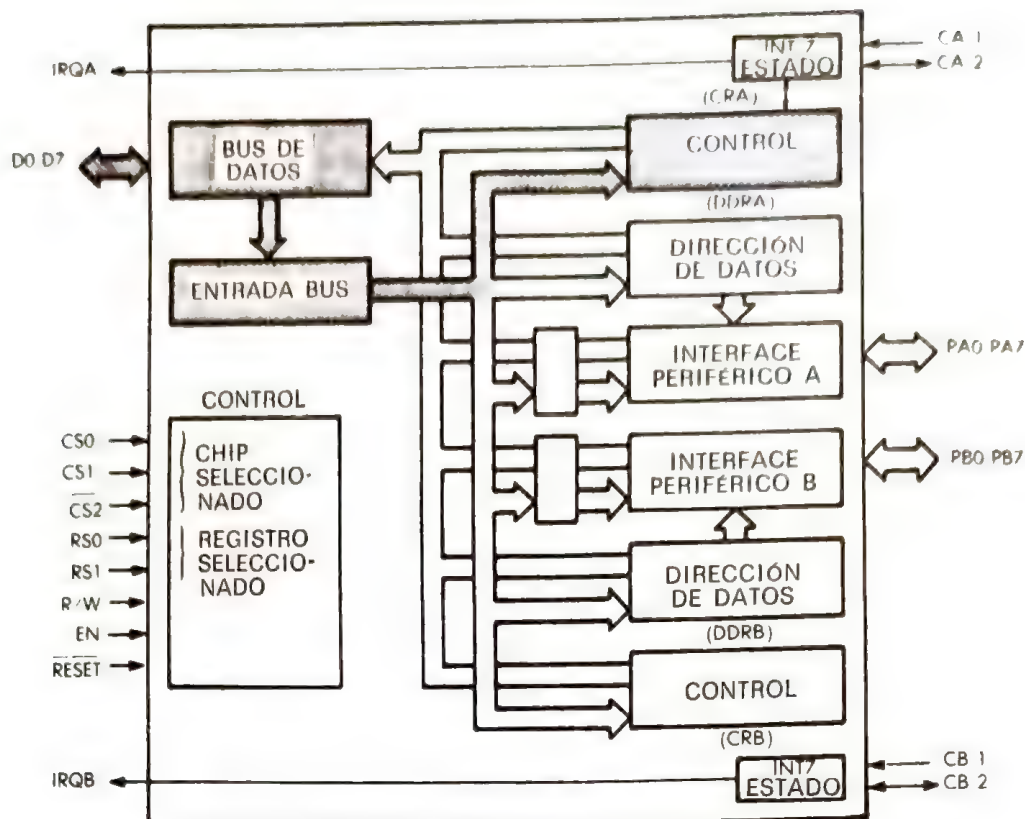 INT 7
ESTADO
CA 1
CA 2
IRQA
(CRA)
CONTROL
BUS DE
DATOS
D0 D7
(DDRA)
DIRECCIÓN
DE DATOS
ENTRADA BUS
INTERFACE
PERIFÉRICO A
PA0 PA7
CONTROL
CS0
CS1
CS2
RS0
RS1
R/W
EN
RESET
CHIP
SELECCIO-
NADO
REGISTRO
SELECCIO-
NADO
INTERFACE
PERIFÉRICO B
PB0 PB7
DIRECCIÓN
DE DATOS
(DDRB)
CONTROL
(CRB)
IRQB
INT7
ESTADO
CB 1
CB 2